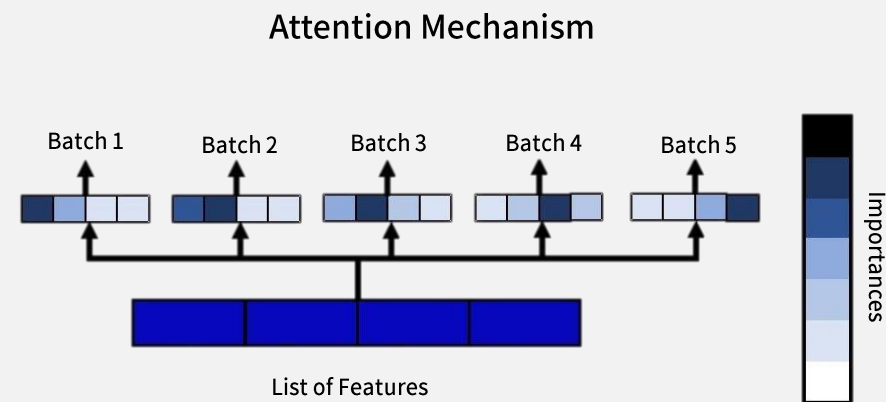 Attention Mechanism
Batch 1
Batch 2
Batch 3
Batch 4
Batch 5
Importances
List of Features